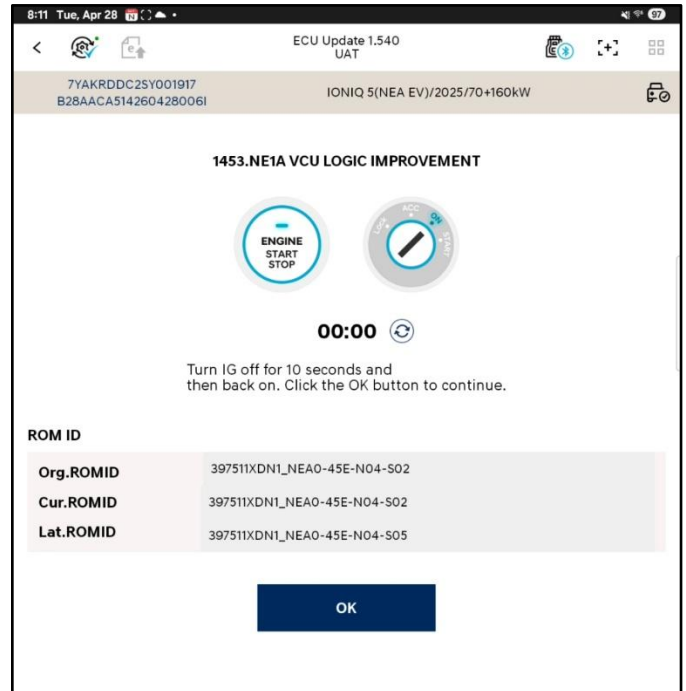 8:11 Tue, Apr 28
97
ECU Update 1.540
UAT
7YAKRDDC2SY001917
B28AACA514260428006I
IONIQ 5(NEA EV)/2025/70+160kW
1453.NE1A VCU LOGIC IMPROVEMENT
ENGINE
START
STOP
LOCK
ACC
ON
START
00:00
Turn IG off for 10 seconds and
then back on. Click the OK button to continue.
ROM ID
Org.ROMID 397511XDN1_NEA0-45E-N04-S02
Cur.ROMID 397511XDN1_NEA0-45E-N04-S02
Lat.ROMID 397511XDN1_NEA0-45E-N04-S05
OK